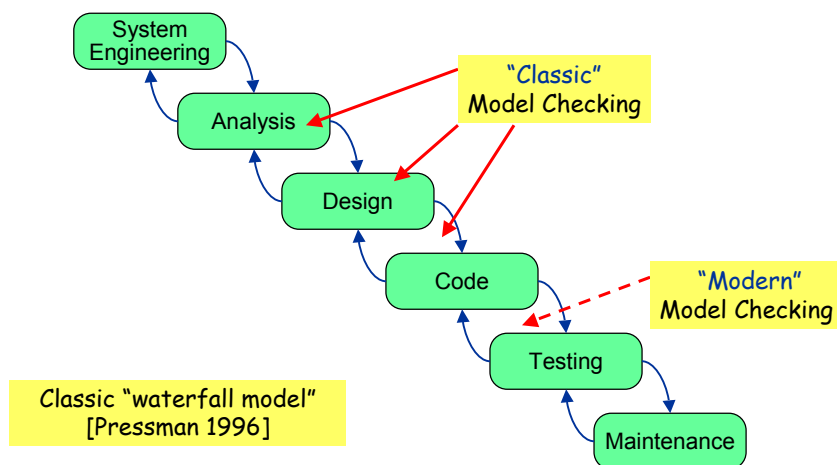 System
Engineering
“Classic”
Model Checking
Analysis
Design
Code
“Modern”
Model Checking
Testing
Classic “waterfall model”
[Pressman 1996]
Maintenance